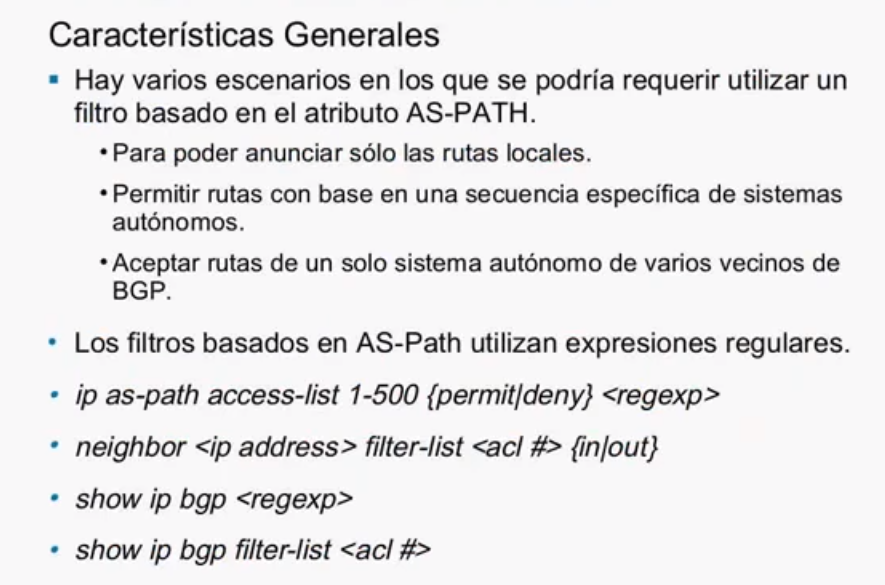 Características Generales
▪ Hay varios escenarios en los que se podría requerir utilizar un
filtro basado en el atributo AS-PATH.
• Para poder anunciar sólo las rutas locales.
• Permitir rutas con base en una secuencia específica de sistemas
autónomos.
• Aceptar rutas de un solo sistema autónomo de varios vecinos de
BGP.
• Los filtros basados en AS-Path utilizan expresiones regulares.
• ip as-path access-list 1-500 {permit|deny} <regexp>
• neighbor <ip address> filter-list <acl #> {in|out}
• show ip bgp <regexp>
• show ip bgp filter-list <acl #>